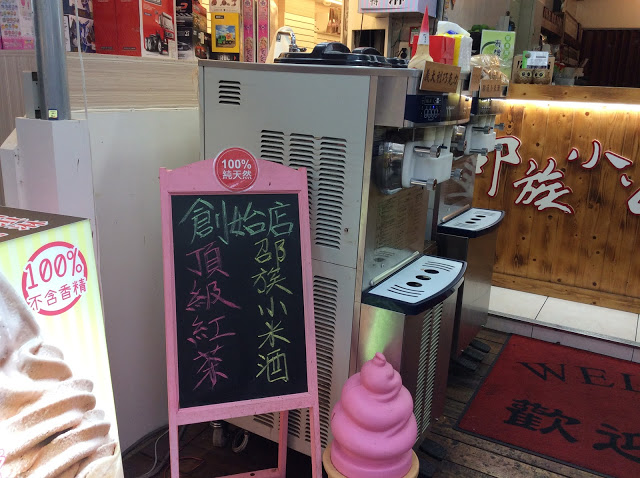 100%
純天然
創始店
邵族小米酒
頂級紅茶
100%
不含香精
邵族小
WEL
歡迎